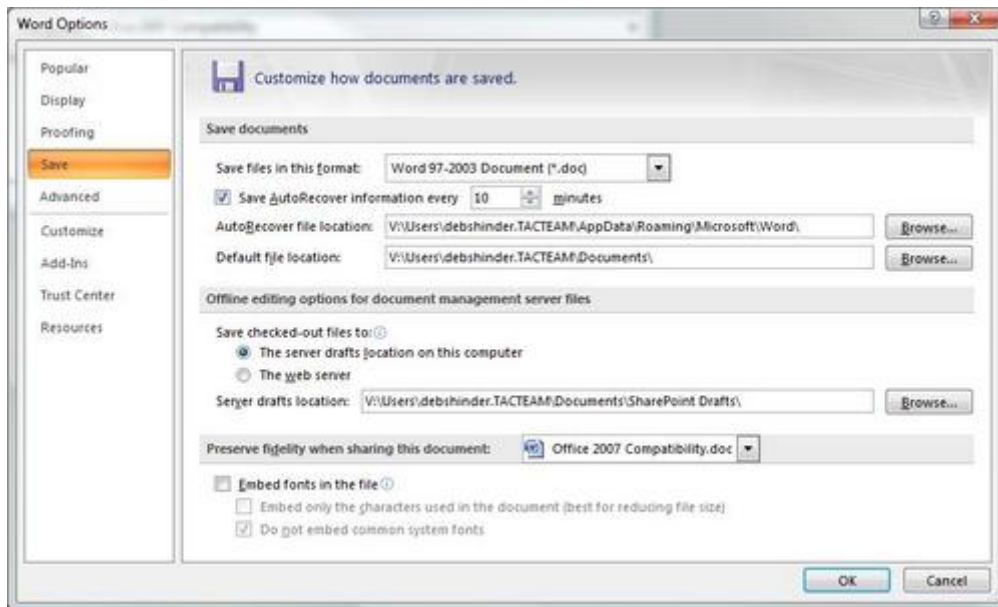 Word Options
Popular
Display
Proofing
Save
Advanced
Customize
Add-Ins
Trust Center
Resources
Customize how documents are saved.
Save documents
Save files in this format: Word 97-2003 Document (*.doc)
Save AutoRecover information every 10 minutes
AutoRecover file location: V:\Users\debshinder.TACTEAM\AppData\Roaming\Microsoft\Word\ Browse...
Default file location: V:\Users\debshinder.TACTEAM\Documents\ Browse...
Offline editing options for document management server files
Save checked-out files to:
The server drafts location on this computer
The web server
Server drafts location: V:\Users\debshinder.TACTEAM\Documents\SharePoint Drafts\ Browse...
Preserve fidelity when sharing this document: Office 2007 Compatibility.doc
Embed fonts in the file
Embed only the characters used in the document (best for reducing file size)
Do not embed common system fonts
OK Cancel